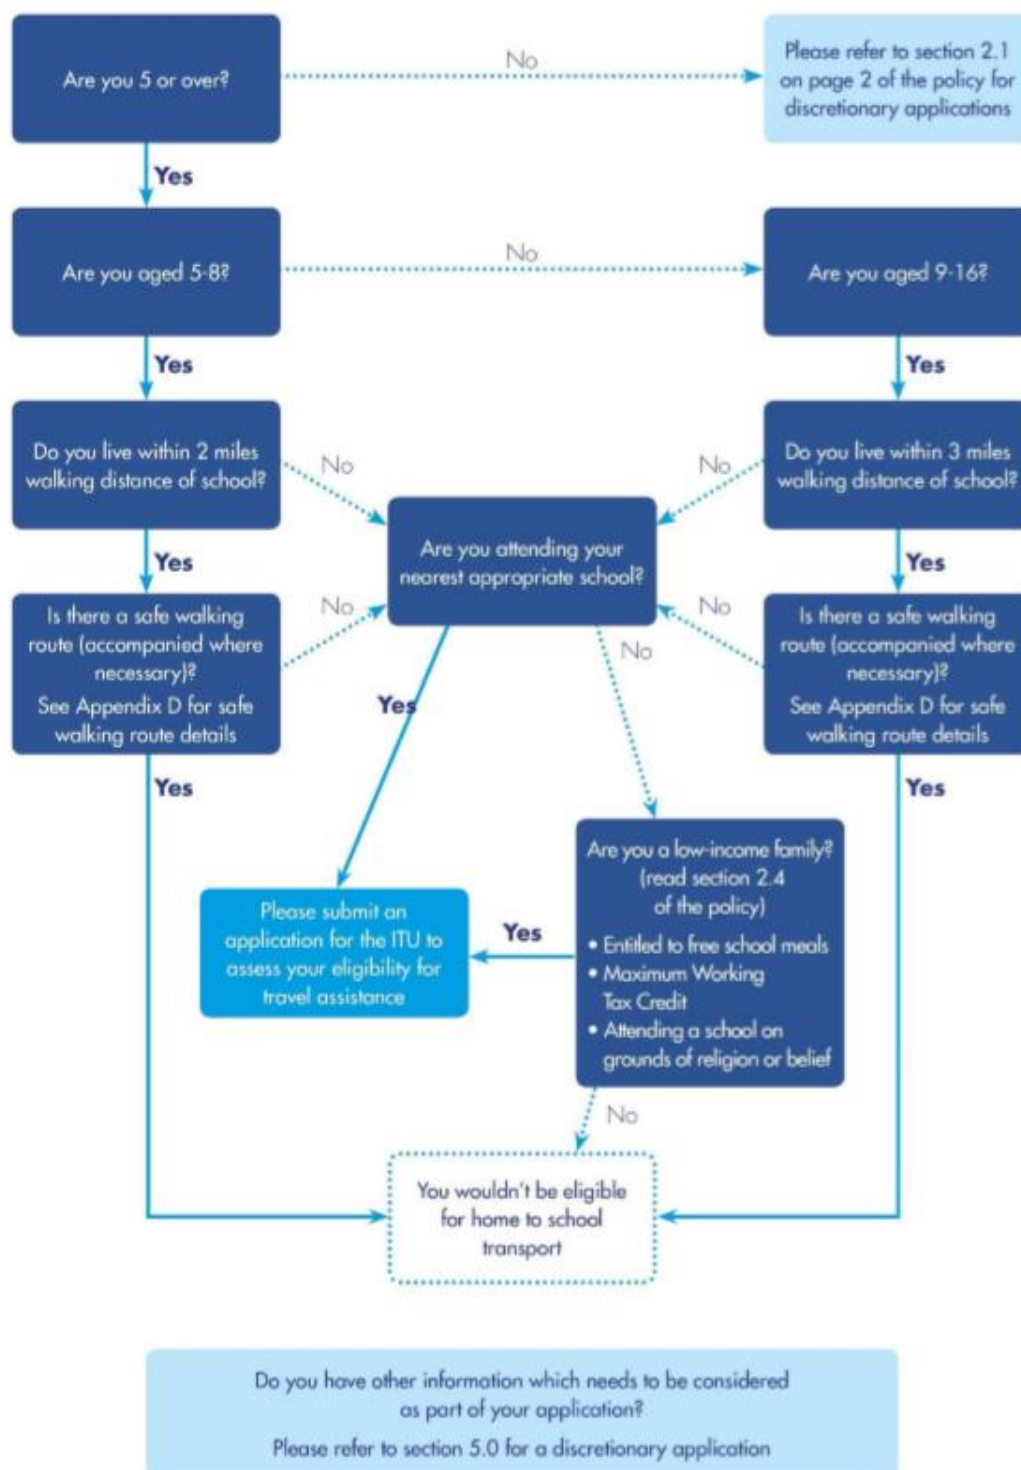 Are you 5 or over?
No
Please refer to section 2.1
on page 2 of the policy for
discretionary applications
Yes
Are you aged 5-8?
No
Are you aged 9-16?
Yes
Yes
Do you live within 2 miles
walking distance of school?
No
No
Do you live within 3 miles
walking distance of school?
Are you attending your
nearest appropriate school?
Yes
Yes
Is there a safe walking
route (accompanied where
necessary)?
See Appendix D for safe
walking route details
No
No
Is there a safe walking
route (accompanied where
necessary)?
See Appendix D for safe
walking route details
Yes
No
Yes
Yes
Are you a low-income family?
(read section 2.4
of the policy)
• Entitled to free school meals
• Maximum Working
Tax Credit
• Attending a school on
grounds of religion or belief
Yes
Please submit an
application for the ITU to
assess your eligibility for
travel assistance
No
You wouldn't be eligible
for home to school
transport
Do you have other information which needs to be considered
as part of your application?
Please refer to section 5.0 for a discretionary application